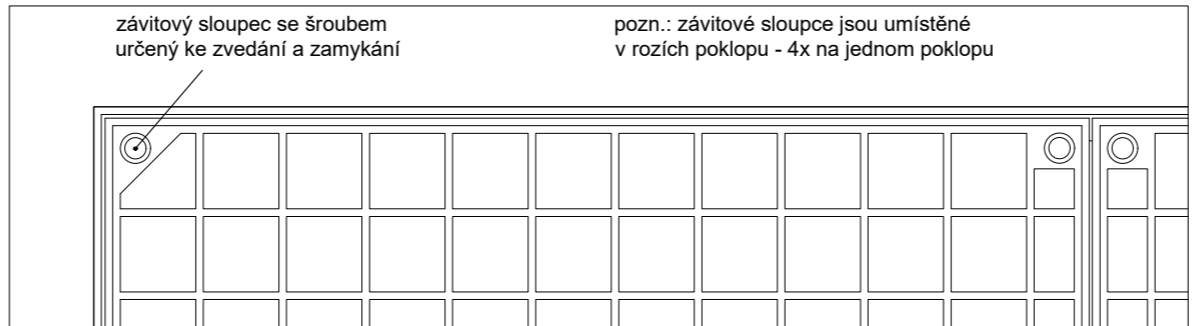 závitový sloupec se šroubem
určený ke zvedání a zamykání
pozn.: závitové sloupce jsou umístěné
v rozích poklopu - 4x na jednom poklopu